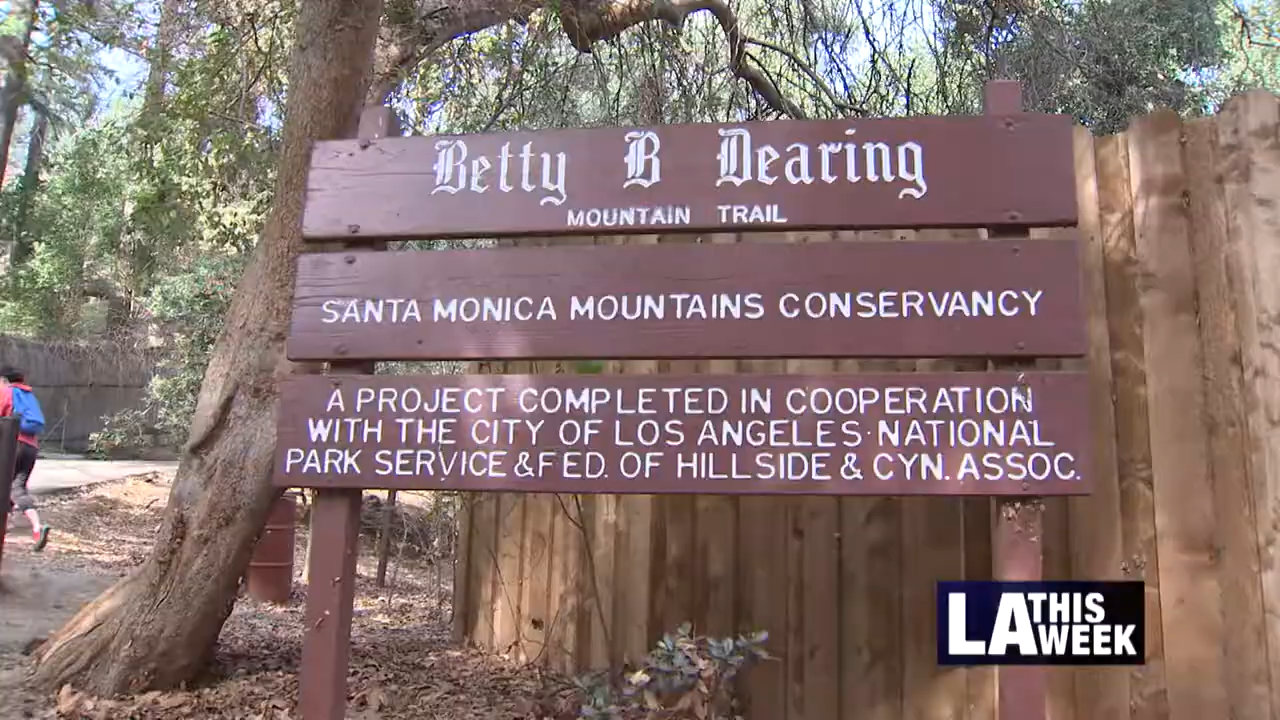 Betty B Dearing
MOUNTAIN TRAIL
SANTA MONICA MOUNTAINS CONSERVANCY
A PROJECT COMPLETED IN COOPERATION
WITH THE CITY OF LOS ANGELES · NATIONAL
PARK SERVICE & FED. OF HILLSIDE & CYN. ASSOC.
LA THIS
WEEK